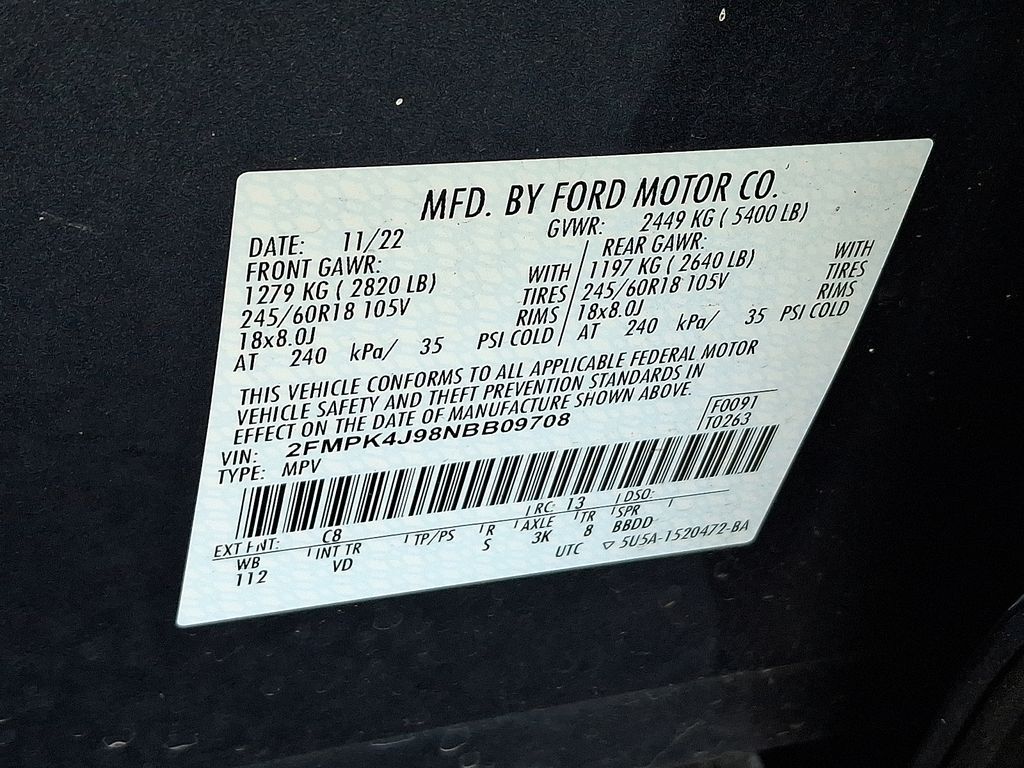 MFD. BY FORD MOTOR CO.
DATE: 11/22 GVWR: 2449 KG ( 5400 LB)
FRONT GAWR: REAR GAWR:
1279 KG ( 2820 LB) WITH 1197 KG ( 2640 LB) WITH
245/60R18 105V TIRES 245/60R18 105V TIRES
18x8.0J RIMS 18x8.0J RIMS
AT 240 kPa/ 35 PSI COLD AT 240 kPa/ 35 PSI COLD
THIS VEHICLE CONFORMS TO ALL APPLICABLE FEDERAL MOTOR
VEHICLE SAFETY AND THEFT PREVENTION STANDARDS IN
EFFECT ON THE DATE OF MANUFACTURE SHOWN ABOVE.
VIN: 2FMPK4J98NBB09708 F0091
TYPE: MPV T0263
EXT PNT: C8 RC: 13 DSO:
WB INT TR TP/PS R AXLE TR SPR
112 VD S 3K 8 BBDD
UTC ▽ 5U5A-1520472-BA